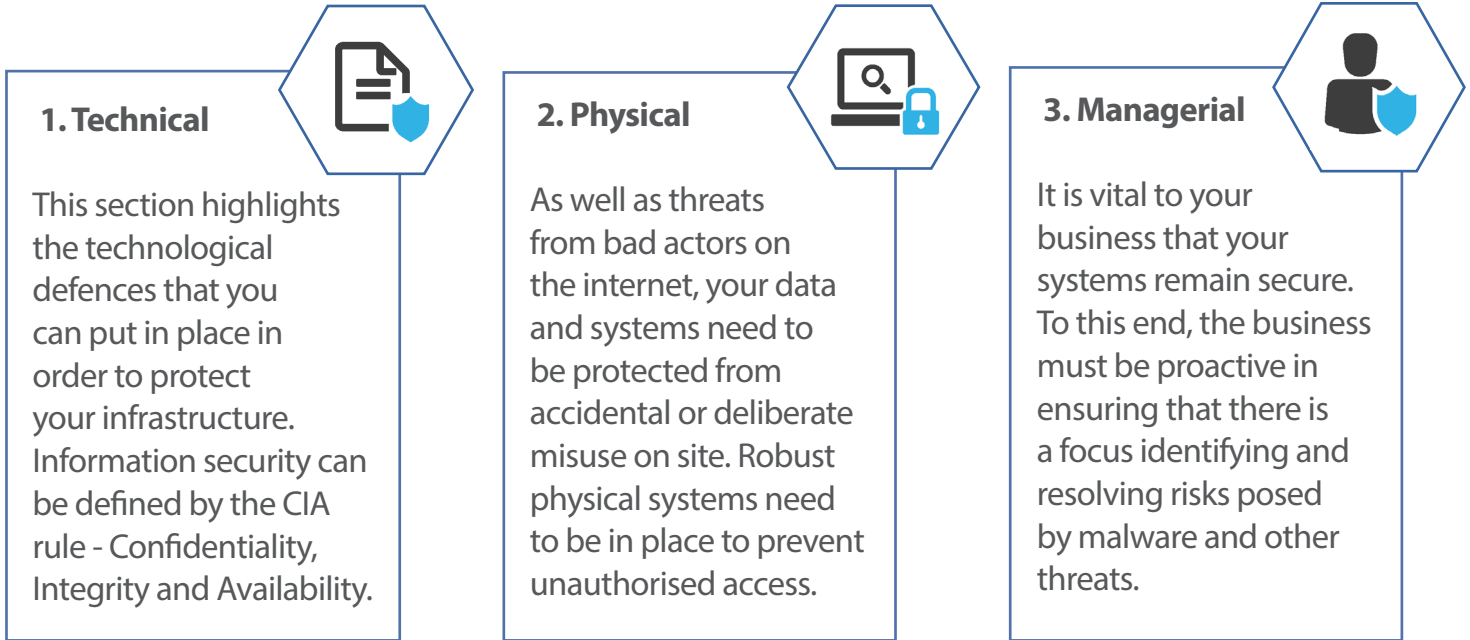 1. Technical
This section highlights
the technological
defences that you
can put in place in
order to protect
your infrastructure.
Information security can
be defined by the CIA
rule - Confidentiality,
Integrity and Availability.
2. Physical
As well as threats
from bad actors on
the internet, your data
and systems need to
be protected from
accidental or deliberate
misuse on site. Robust
physical systems need
to be in place to prevent
unauthorised access.
3. Managerial
It is vital to your
business that your
systems remain secure.
To this end, the business
must be proactive in
ensuring that there is
a focus identifying and
resolving risks posed
by malware and other
threats.